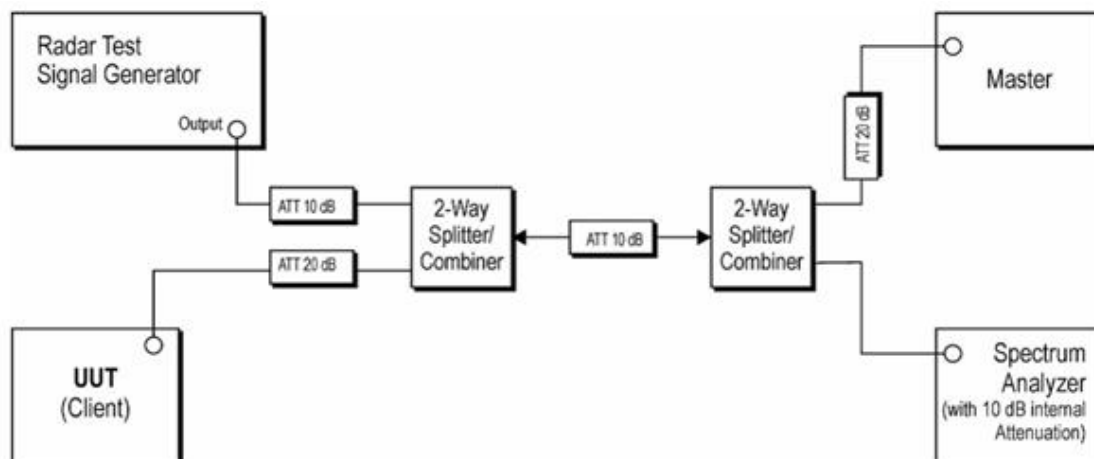 Radar Test
Signal Generator
Output
ATT 10 dB
ATT 20 dB
UUT
(Client)
2-Way
Splitter/
Combiner
ATT 10 dB
2-Way
Splitter/
Combiner
ATT 20 dB
Master
Spectrum
Analyzer
(with 10 dB internal
Attenuation)